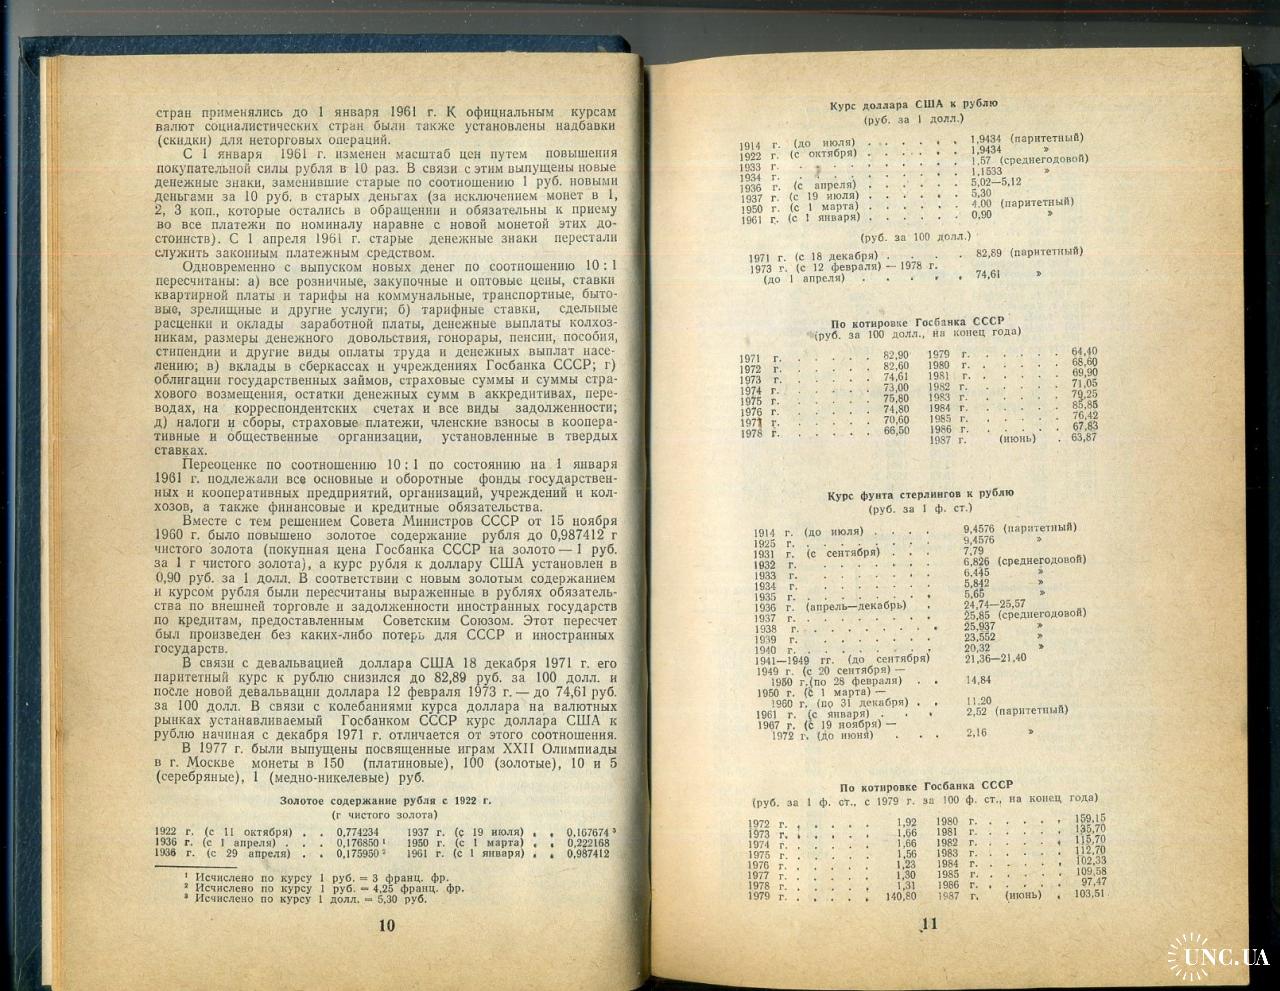 стран применялись до 1 января 1961 г. К официальным курсам
валют социалистических стран были также установлены надбавки
(скидки) для неторговых операций.
С 1 января 1961 г. изменен масштаб цен путем повышения
покупательной силы рубля в 10 раз. В связи с этим выпущены новые
денежные знаки, заменившие старые по соотношению 1 руб. новыми
деньгами за 10 руб. в старых деньгах (за исключением монет в 1,
2, 3 коп., которые остались в обращении и обязательны к приему
во все платежи по номиналу наравне с новой монетой этих до-
стоинств). С 1 апреля 1961 г. старые денежные знаки перестали
служить законным платежным средством.
Одновременно с выпуском новых денег по соотношению 10 : 1
пересчитаны: а) все розничные, закупочные и оптовые цены, ставки
квартирной платы и тарифы на коммунальные, транспортные, быто-
вые, зрелищные и другие услуги; б) тарифные ставки, сдельные
расценки и оклады заработной платы, денежные выплаты колхоз-
никам, размеры денежного довольствия, гонорары, пенсии, пособия,
стипендии и другие виды оплаты труда и денежных выплат насе-
лению; в) вклады в сберкассах и учреждениях Госбанка СССР; г)
облигации государственных займов, страховые суммы и суммы стра-
хового возмещения, остатки денежных сумм в аккредитивах, пере-
водах, на корреспондентских счетах и все виды задолженности;
д) налоги и сборы, страховые платежи, членские взносы в коопера-
тивные и общественные организации, установленные в твердых
ставках.
Переоценке по соотношению 10 : 1 по состоянию на 1 января
1961 г. подлежали все основные и оборотные фонды государствен-
ных и кооперативных предприятий, организаций, учреждений и кол-
хозов, а также финансовые и кредитные обязательства.
Вместе с тем решением Совета Министров СССР от 15 ноября
1960 г. было повышено золотое содержание рубля до 0,987412 г
чистого золота (покупная цена Госбанка СССР на золото — 1 руб.
за 1 г чистого золота), а курс рубля к доллару США установлен в
0,90 руб. за 1 долл. В соответствии с новым золотым содержанием
и курсом рубля были пересчитаны выраженные в рублях обязатель-
ства по внешней торговле и задолженности иностранных государств
по кредитам, предоставленным Советским Союзом. Этот пересчет
был произведен без каких-либо потерь для СССР и иностранных
государств.
В связи с девальвацией доллара США 18 декабря 1971 г. его
паритетный курс к рублю снизился до 82,89 руб. за 100 долл. и
после новой девальвации доллара 12 февраля 1973 г. — до 74,61 руб.
за 100 долл. В связи с колебаниями курса доллара на валютных
рынках устанавливаемый Госбанком СССР курс доллара США к
рублю начиная с декабря 1971 г. отличается от этого соотношения.
В 1977 г. были выпущены посвященные играм XXII Олимпиады
в г. Москве монеты в 150 (платиновые), 100 (золотые), 10 и 5
(серебряные), 1 (медно-никелевые) руб.
Золотое содержание рубля с 1922 г.
(г чистого золота)
1922 г. (с 11 октября) . . 0,774234 1937 г. (с 19 июля) . . 0,167674 ³
1936 г. (с 1 апреля) . . . 0,176850 ¹ 1950 г. (с 1 марта) . . 0,222168
1936 г. (с 29 апреля) . . 0,175950 ² 1961 г. (с 1 января) . . 0,987412
¹ Исчислено по курсу 1 руб. = 3 франц. фр.
² Исчислено по курсу 1 руб. = 4,25 франц. фр.
³ Исчислено по курсу 1 долл. = 5,30 руб.
10
Курс доллара США к рублю
(руб. за 1 долл.)
1914 г. (до июля) . . . . . . 1,9434 (паритетный)
1922 г. (с октября) . . . . . . 1,9434 »
1933 г. . . . . . . . . 1,57 (среднегодовой)
1934 г. . . . . . . . . 1,1533 »
1936 г. (с апреля) . . . . . . 5,02—5,12
1937 г. (с 19 июля) . . . . . . 5,30
1950 г. (с 1 марта) . . . . . . 4.00 (паритетный)
1961 г. (с 1 января) . . . . . . 0,90 »
(руб. за 100 долл.)
1971 г. (с 18 декабря) . . . . 82,89 (паритетный)
1973 г. (с 12 февраля) — 1978 г.
(до 1 апреля) . . . . . 74,61 »
По котировке Госбанка СССР
(руб. за 100 долл., на конец года)
1971 г. . . . . . 82,90 1979 г. . . . . . 64,40
1972 г. . . . . . 82,60 1980 г. . . . . . 68,60
1973 г. . . . . . 74,61 1981 г. . . . . . 69,90
1974 г. . . . . . 73,00 1982 г. . . . . . 71,05
1975 г. . . . . . 75,80 1983 г. . . . . . 79,25
1976 г. . . . . . 74,80 1984 г. . . . . . 85,85
1977 г. . . . . . 70,60 1985 г. . . . . . 76,42
1978 г. . . . . . 66,50 1986 г. . . . . . 67,83
1987 г. (июнь) . 63,87
Курс фунта стерлингов к рублю
(руб. за 1 ф. ст.)
1914 г. (до июля) . . . . 9,4576 (паритетный)
1925 г. . . . . . . . 9,4576 »
1931 г. (с сентября) . . . 7,79
1932 г. . . . . . . 6,826 (среднегодовой)
1933 г. . . . . . . 6,445 »
1934 г. . . . . . . 5,842 »
1935 г. . . . . . . 5,65 »
1936 г. (апрель—декабрь) . 24,74—25,57
1937 г. . . . . . . 25,85 (среднегодовой)
1938 г. . . . . . . 25,937 »
1939 г. . . . . . . 23,552 »
1940 г. . . . . . . 20,32 »
1941—1949 гг. (до сентября) 21,36—21,40
1949 г. (с 20 сентября) —
1950 г.(по 28 февраля) . . 14,84
1950 г. (с 1 марта) —
1960 г. (по 31 декабря) . . 11.20
1961 г. (с января) . . . 2,52 (паритетный)
1967 г. (с 19 ноября) —
1972 г. (до июня) . . . 2,16 »
По котировке Госбанка СССР
(руб. за 1 ф. ст., с 1979 г. за 100 ф. ст., на конец года)
1972 г. . . . . . 1,92 1980 г. . . . . . 159,15
1973 г. . . . . . 1,66 1981 г. . . . . . 135,70
1974 г. . . . . . 1,66 1982 г. . . . . . 115,70
1975 г. . . . . . 1,56 1983 г. . . . . . 112,70
1976 г. . . . . . 1,23 1984 г. . . . . . 102,33
1977 г. . . . . . 1,30 1985 г. . . . . . 109,58
1978 г. . . . . . 1,31 1986 г. . . . . . 97,47
1979 г. . . . . . 140,80 1987 г. (июнь) . 103,51
11
UNC.UA